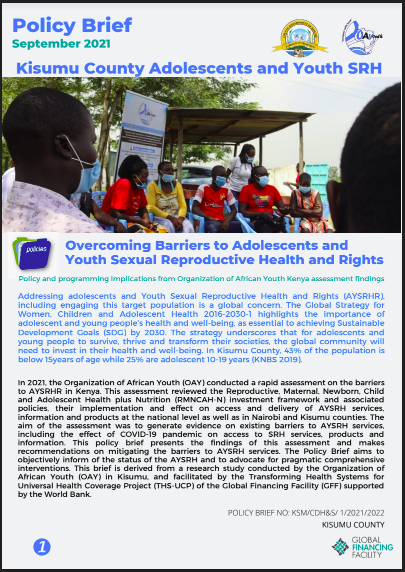 Policy Brief
September 2021
OAYouth
Kisumu County Adolescents and Youth SRH
policies
Overcoming Barriers to Adolescents and
Youth Sexual Reproductive Health and Rights
Policy and programming implications from Organization of African Youth Kenya assessment findings
Addressing adolescents and Youth Sexual Reproductive Health and Rights (AYSRHR),
including engaging this target population is a global concern. The Global Strategy for
Women, Children and Adolescent Health 2016-2030-1 highlights the importance of
adolescent and young people's health and well-being, as essential to achieving Sustainable
Development Goals (SDG) by 2030. The strategy underscores that for adolescents and
young people to survive, thrive and transform their societies, the global community will
need to invest in their health and well-being. In Kisumu County, 43% of the population is
below 15years of age while 25% are adolescent 10-19 years (KNBS 2019).
In 2021, the Organization of African Youth (OAY) conducted a rapid assessment on the barriers
to AYSRHR in Kenya. This assessment reviewed the Reproductive, Maternal, Newborn, Child
and Adolescent Health plus Nutrition (RMNCAH-N) investment framework and associated
policies, their implementation and effect on access and delivery of AYSRH services,
information and products at the national level as well as in Nairobi and Kisumu counties. The
aim of the assessment was to generate evidence on existing barriers to AYSRH services,
including the effect of COVID-19 pandemic on access to SRH services, products and
information. This policy brief presents the findings of this assessment and makes
recommendations on mitigating the barriers to AYSRH services. The Policy Brief aims to
objectively inform of the status of the AYSRH and to advocate for pragmatic comprehensive
interventions. This brief is derived from a research study conducted by the Organization of
African Youth (OAY) in Kisumu, and facilitated by the Transforming Health Systems for
Universal Health Coverage Project (THS-UCP) of the Global Financing Facility (GFF) supported
by the World Bank.
POLICY BRIEF NO: KSM/CDH&S/ 1/2021/2022
KISUMU COUNTY
1
GLOBAL
FINANCING
FACILITY